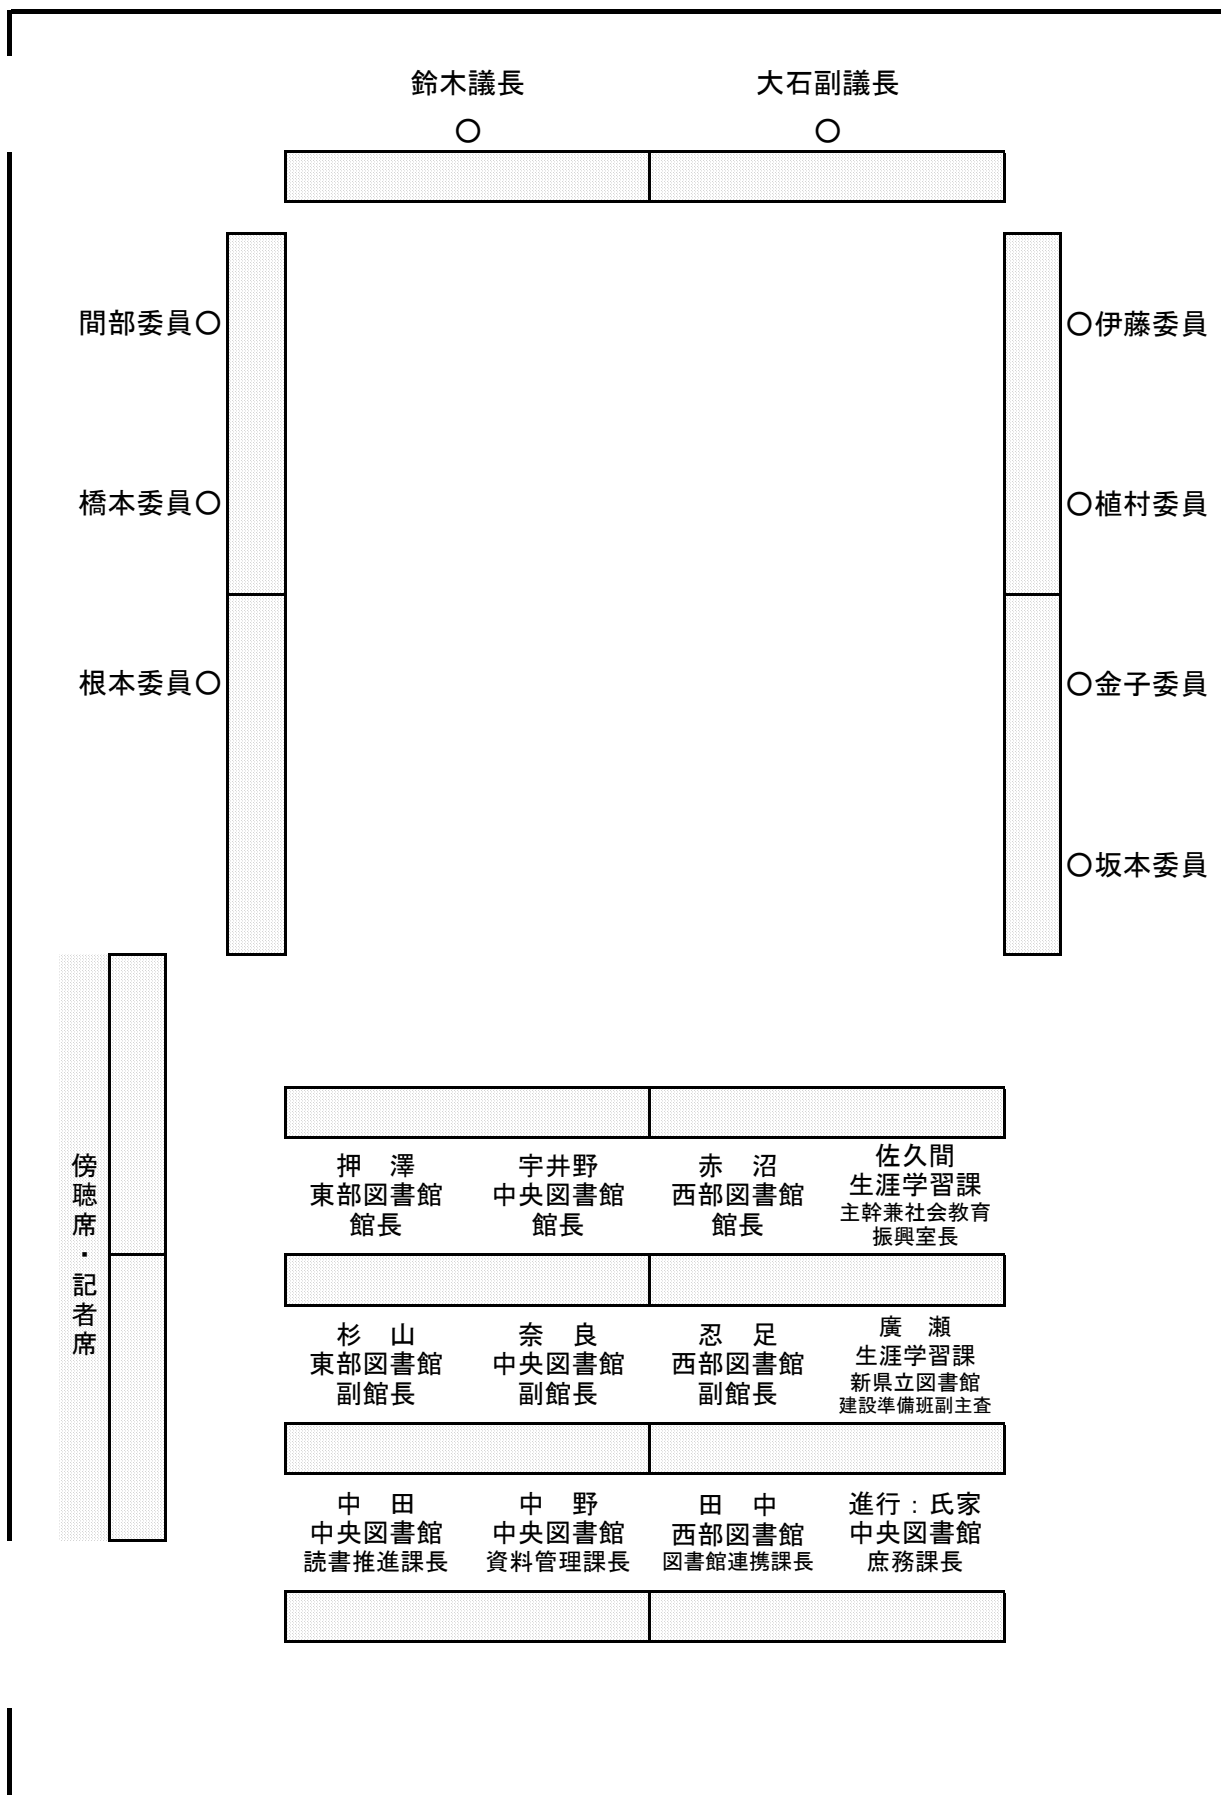 鈴木議長
大石副議長
間部委員○
○伊藤委員
橋本委員○
○植村委員
根本委員○
○金子委員
○坂本委員
傍聴席・記者席
押　澤
東部図書館
館長
宇井野
中央図書館
館長
赤　沼
西部図書館
館長
佐久間
生涯学習課
主幹兼社会教育
振興室長
杉　山
東部図書館
副館長
奈　良
中央図書館
副館長
忍　足
西部図書館
副館長
廣　瀬
生涯学習課
新県立図書館
建設準備班副主査
中　田
中央図書館
読書推進課長
中　野
中央図書館
資料管理課長
田　中
西部図書館
図書館連携課長
進行：氏家
中央図書館
庶務課長